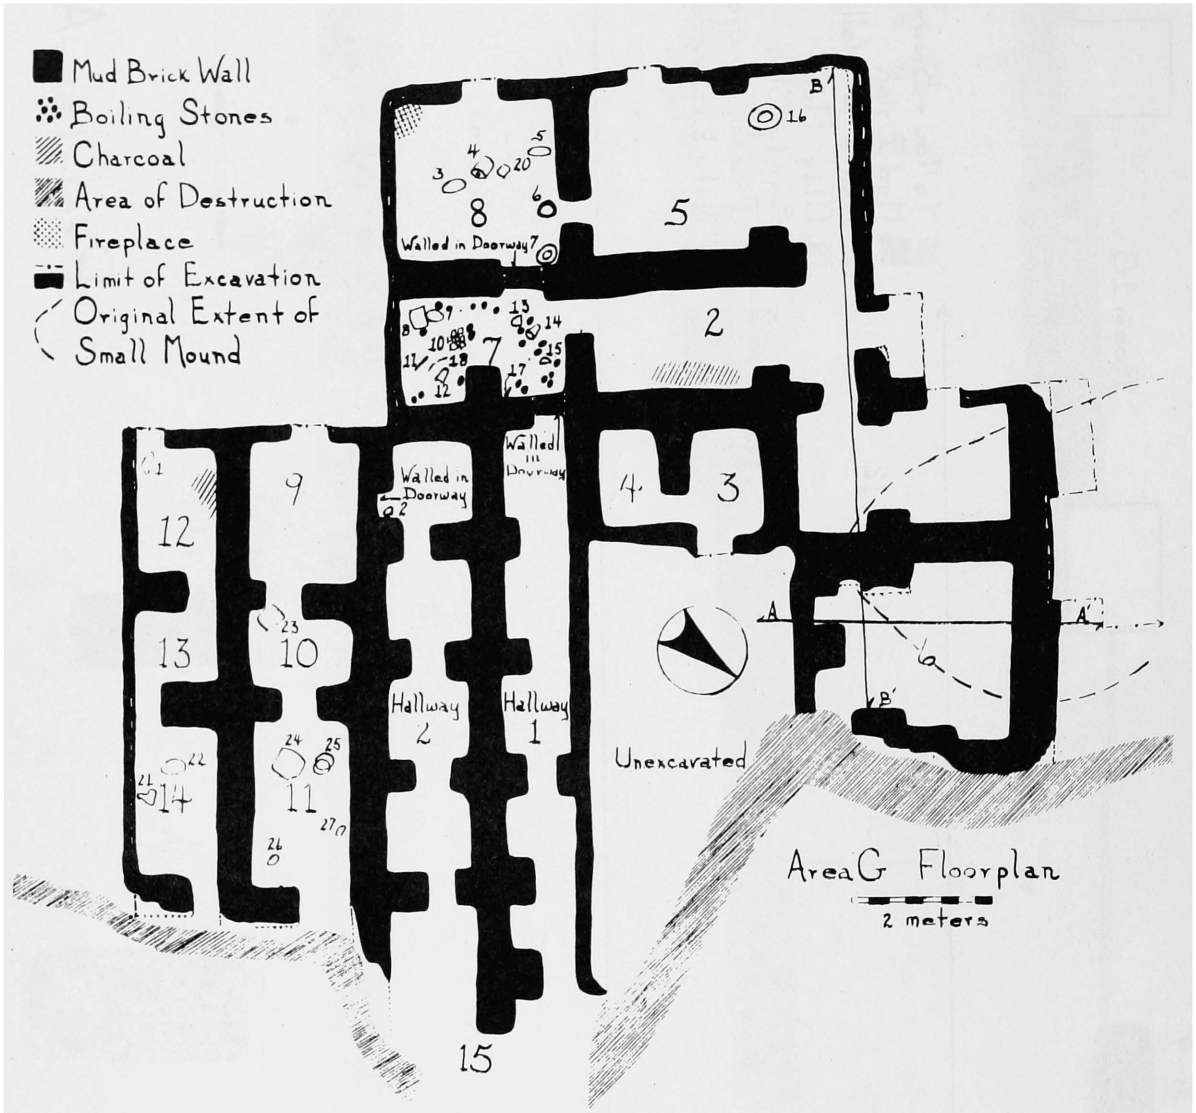 Mud Brick Wall
Boiling Stones
Charcoal
Area of Destruction
Fireplace
Limit of Excavation
Original Extent of
Small Mound
B
16
5
4
20
3
6
8
5
Walled in Doorway 7
8
9
13
14
2
10
7
15
11
18
17
12
Walled
in
Doorway
1
9
Walled in
Doorway
2
4
3
12
A
A'
23
13
10
6
B'
Hallway
2
Hallway
1
24
25
22
Unexcavated
21
14
11
27
26
Area G Floorplan
2 meters
15